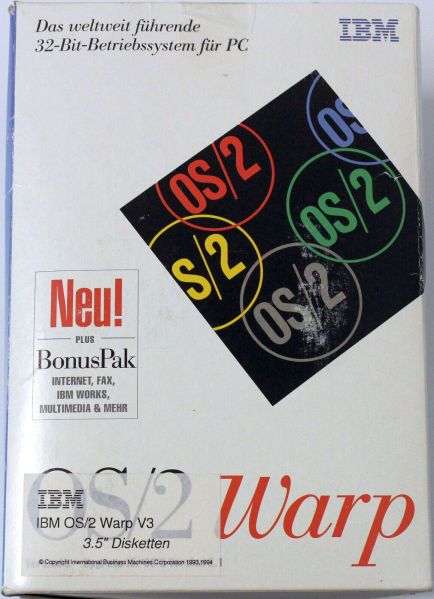 Das weltweit führende
32-Bit-Betriebssystem für PC
IBM
OS/2
OS/2
OS/2
S/2
OS/2
Neu!
PLUS
BonusPak
INTERNET, FAX,
IBM WORKS,
MULTIMEDIA & MEHR
OS/2 Warp
IBM
IBM OS/2 Warp V3
3.5" Disketten
© Copyright International Business Machines Corporation 1993,1994